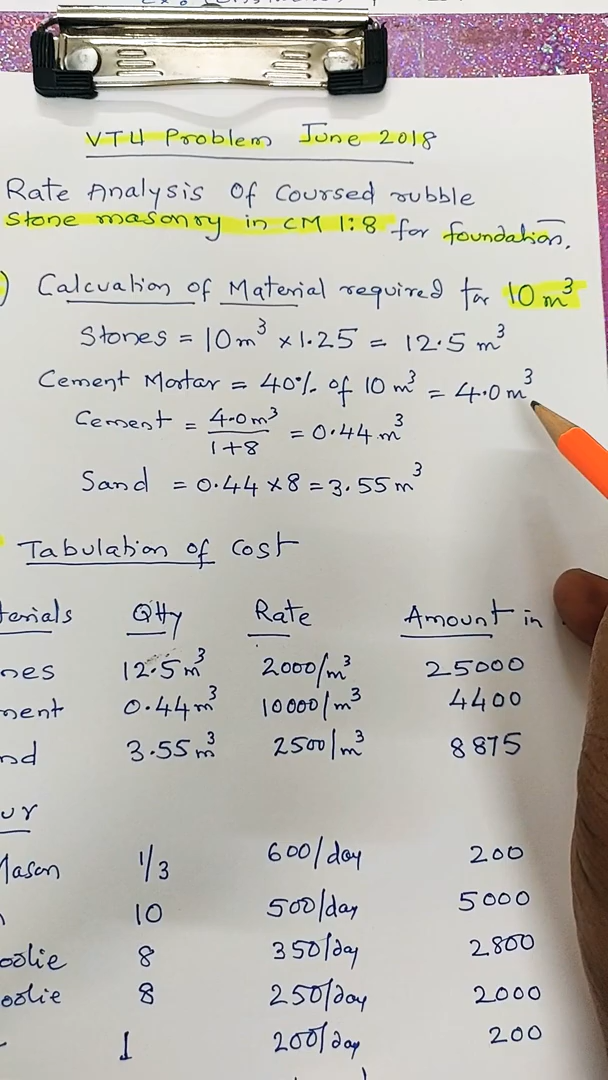 VTU Problem June 2018
Rate Analysis Of Coursed rubble
Stone masonry in CM 1:8 for foundation.
) Calcuation of Material required for 10 m³
Stones = 10 m³ × 1.25 = 12.5 m³
Cement Mortar = 40% of 10 m³ = 4.0 m³
Cement = 4.0 m³ / 1+8 = 0.44 m³
Sand = 0.44 × 8 = 3.55 m³
Tabulation of Cost
terials Qtty Rate Amount in
nes 12.5 m³ 2000/m³ 25000
ment 0.44 m³ 10000/m³ 4400
nd 3.55 m³ 2500/m³ 8875
ur
Mason 1/3 600/day 200
10 500/day 5000
oolie 8 350/day 2800
oolie 8 250/day 2000
1 200/day 200